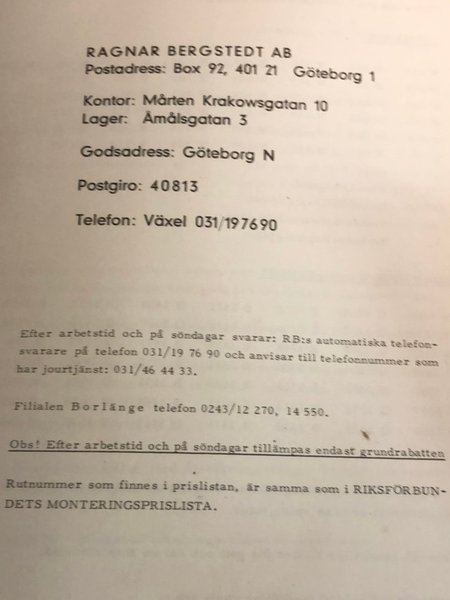 RAGNAR BERGSTEDT AB
Postadress: Box 92, 401 21 Göteborg 1
Kontor: Mårten Krakowsgatan 10
Lager: Åmålsgatan 3
Godsadress: Göteborg N
Postgiro: 40813
Telefon: Växel 031/197690
Efter arbetstid och på söndagar svarar: RB:s automatiska telefon-
svarare på telefon 031/19 76 90 och anvisar till telefonnummer som
har jourtjänst: 031/46 44 33.
Filialen Borlänge telefon 0243/12 270, 14 550.
Obs! Efter arbetstid och på söndagar tillämpas endast grundrabatten
Rutnummer som finnes i prislistan, är samma som i RIKSFÖRBUN-
DETS MONTERINGSPRISLISTA.